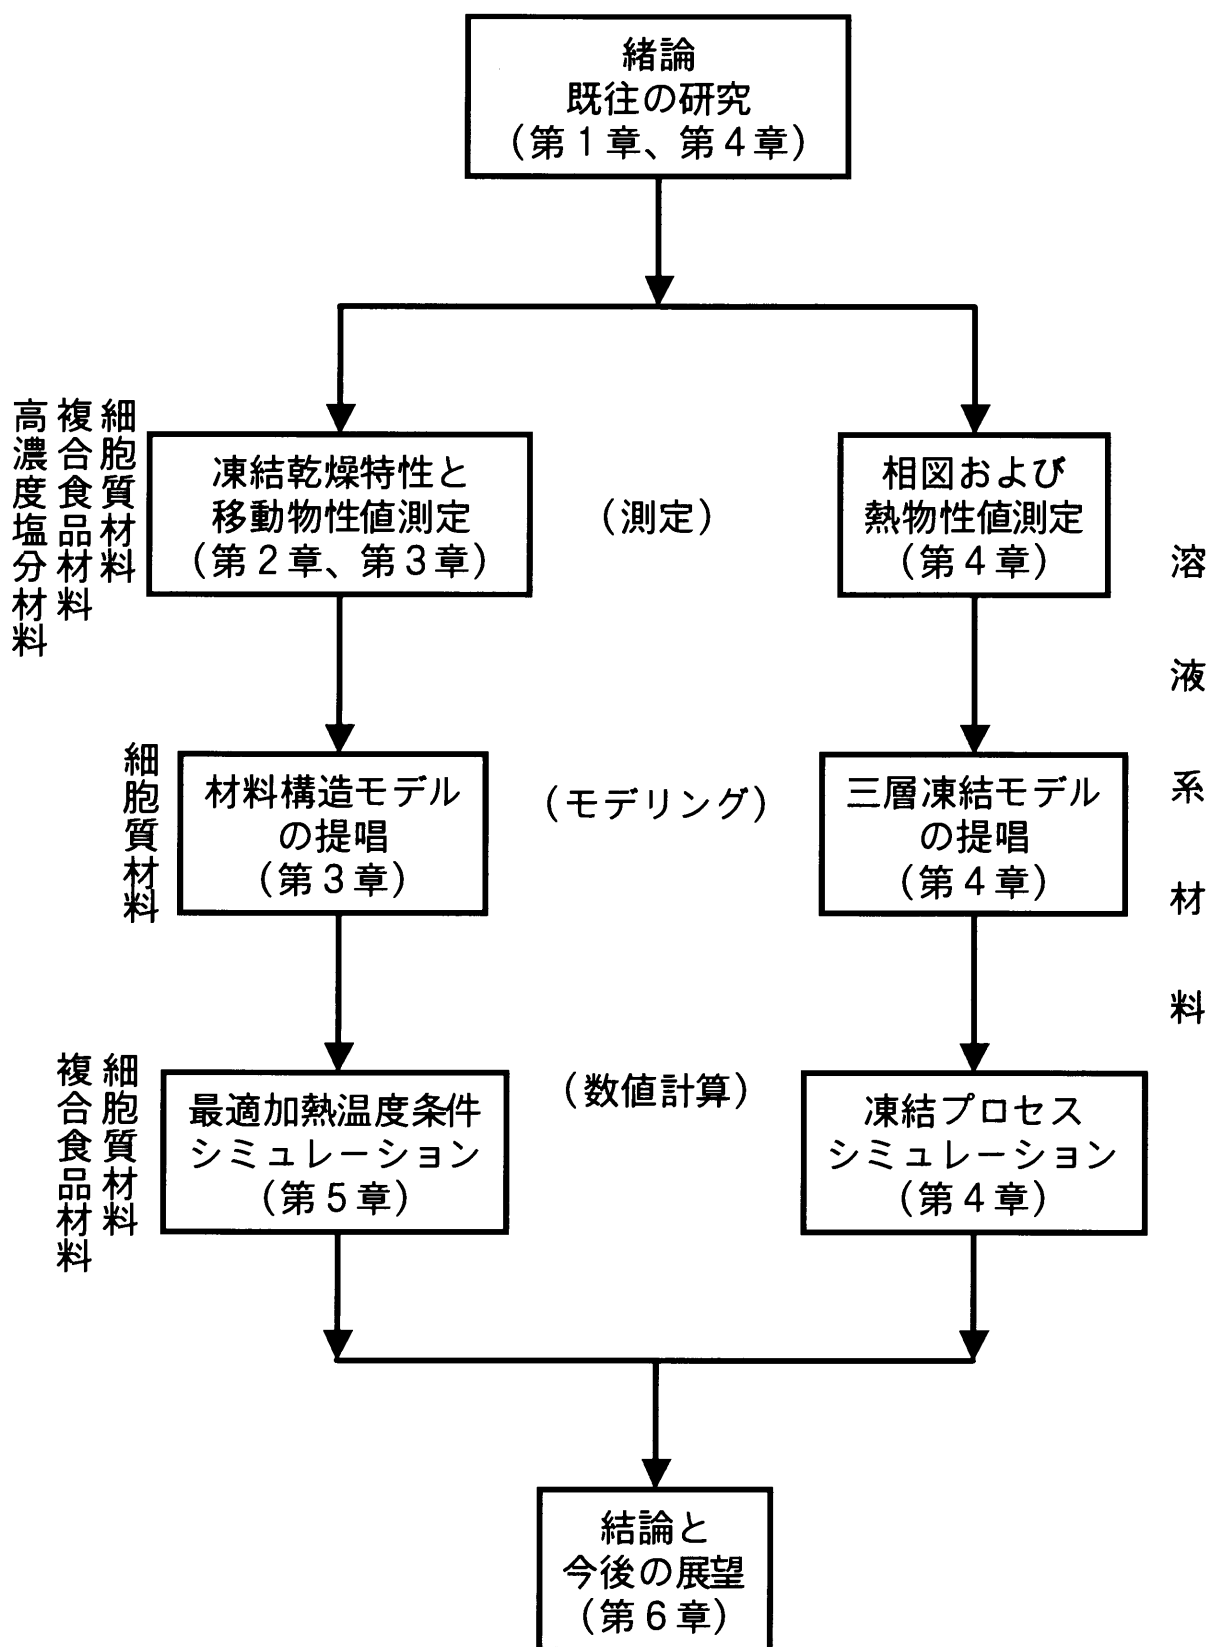 緒論
既往の研究
(第1章、第4章)
細胞質材料
複合食品材料
高濃度塩分材料
凍結乾燥特性と
移動物性値測定
(第2章、第3章)
(測定)
相図および
熱物性値測定
(第4章)
溶液系材料
細胞質材料
材料構造モデル
の提唱
(第3章)
(モデリング)
三層凍結モデル
の提唱
(第4章)
細胞質材料
複合食品材料
最適加熱温度条件
シミュレーション
(第5章)
(数値計算)
凍結プロセス
シミュレーション
(第4章)
結論と
今後の展望
(第6章)